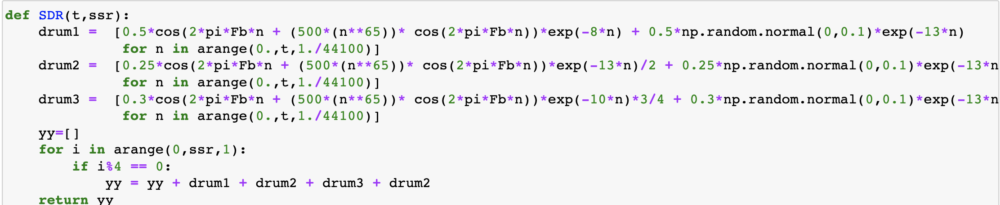 def SDR(t,ssr):
    drum1 =  [0.5*cos(2*pi*Fb*n + (500*(n**65))* cos(2*pi*Fb*n))*exp(-8*n) + 0.5*np.random.normal(0,0.1)*exp(-13*n)
              for n in arange(0.,t,1./44100)]
    drum2 =  [0.25*cos(2*pi*Fb*n + (500*(n**65))* cos(2*pi*Fb*n))*exp(-13*n)/2 + 0.25*np.random.normal(0,0.1)*exp(-13*n
              for n in arange(0.,t,1./44100)]
    drum3 =  [0.3*cos(2*pi*Fb*n + (500*(n**65))* cos(2*pi*Fb*n))*exp(-10*n)*3/4 + 0.3*np.random.normal(0,0.1)*exp(-13*n
              for n in arange(0.,t,1./44100)]
    yy=[]
    for i in arange(0,ssr,1):
        if i%4 == 0:
            yy = yy + drum1 + drum2 + drum3 + drum2
    return yy